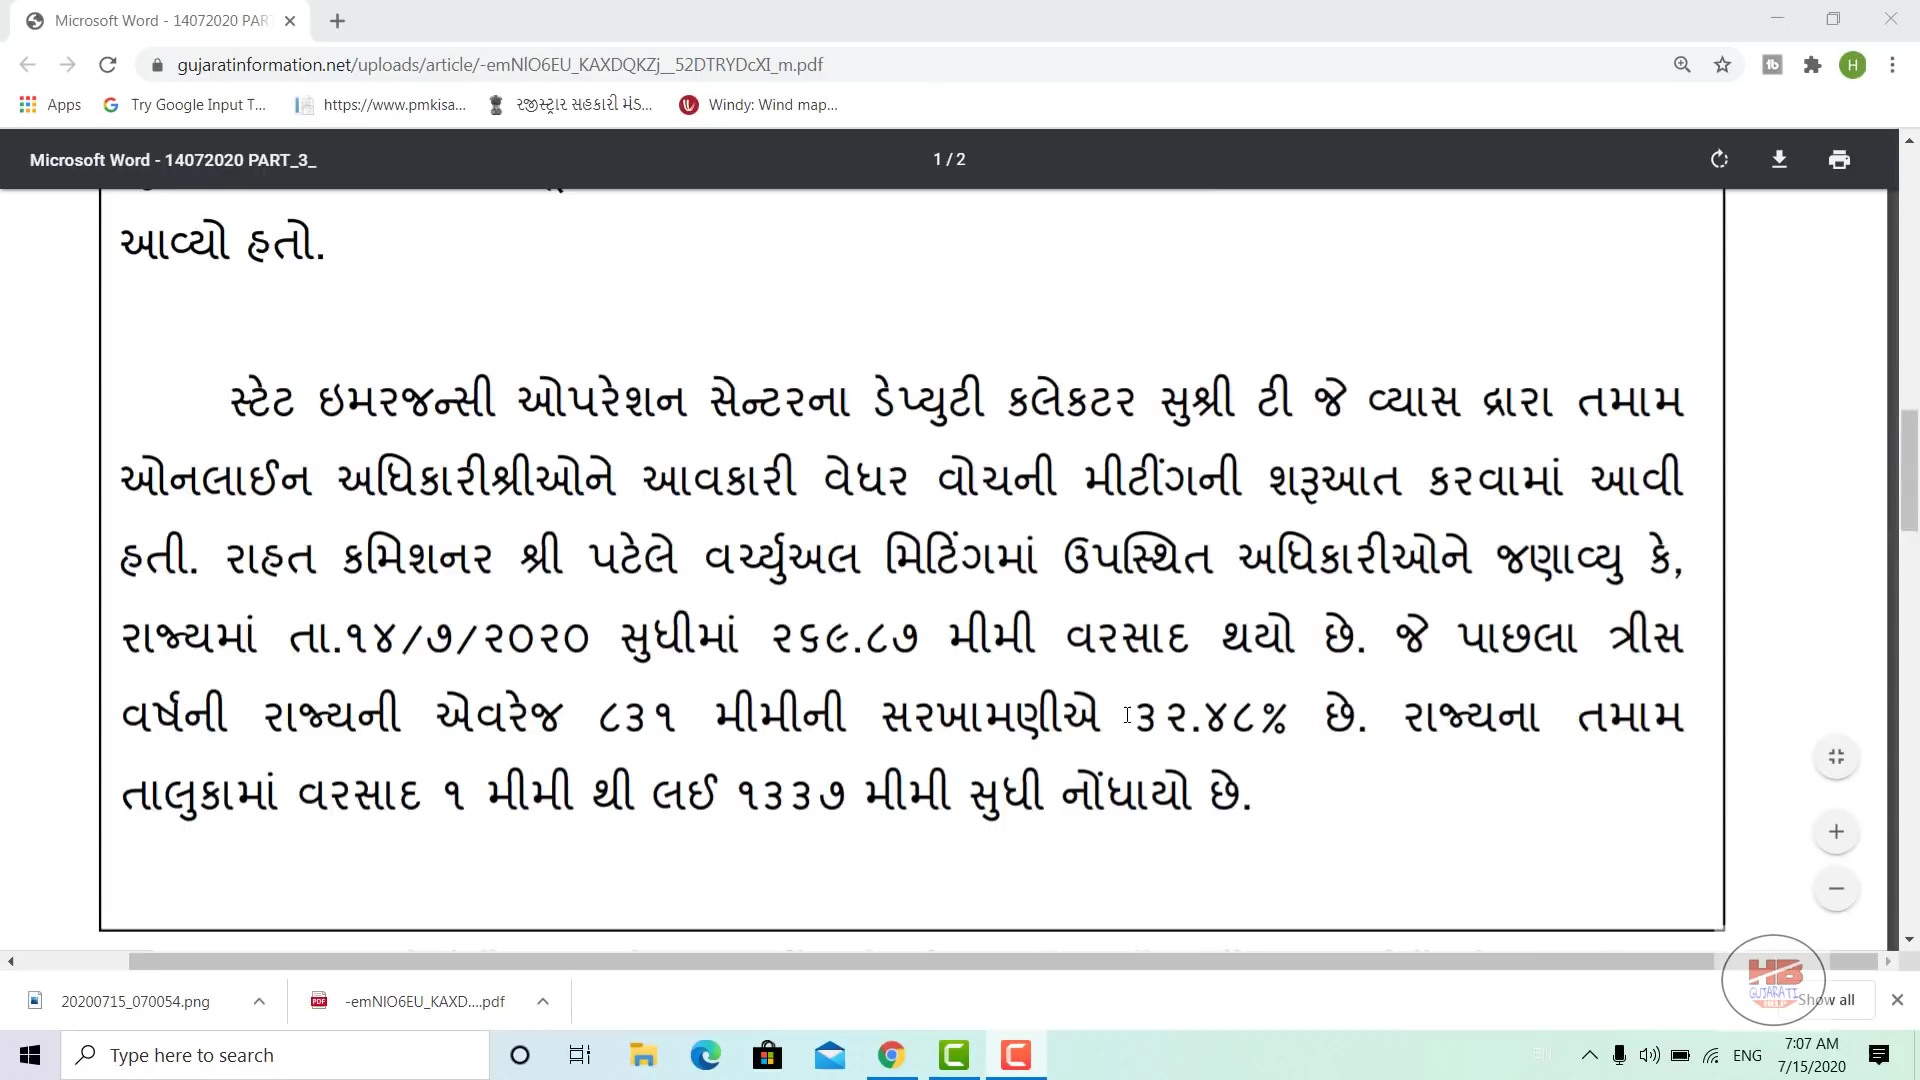 Microsoft Word - 14072020 PAR
gujaratinformation.net/uploads/article/-emNlO6EU_KAXDQKZj__52DTRYDcXI_m.pdf
H
Apps
Try Google Input T...
https://www.pmkisa...
રજીસ્ટ્રાર સહકારી મંડ...
Windy: Wind map...
Microsoft Word - 14072020 PART_3_
1 / 2
આવ્યો હતો.
સ્ટેટ ઇમરજન્સી ઓપરેશન સેન્ટરના ડેપ્યુટી કલેકટર સુશ્રી ટી જે વ્યાસ દ્રારા તમામ
ઓનલાઈન અધિકારીશ્રીઓને આવકારી વેધર વોચની મીટીંગની શરૂઆત કરવામાં આવી
હતી. રાહત કમિશનર શ્રી પટેલે વર્ચ્યુઅલ મિટિંગમાં ઉપસ્થિત અધિકારીઓને જણાવ્યુ કે,
રાજ્યમાં તા.૧૪/૭/૨૦૨૦ સુધીમાં ૨૬૯.૮૭ મીમી વરસાદ થયો છે. જે પાછલા ત્રીસ
વર્ષની રાજ્યની એવરેજ ૮૩૧ મીમીની સરખામણીએ ૩૨.૪૮% છે. રાજ્યના તમામ
તાલુકામાં વરસાદ ૧ મીમી થી લઈ ૧૩૩૭ મીમી સુધી નોંધાયો છે.
20200715_070054.png
-emNlO6EU_KAXD....pdf
HB
GUJARATI
HELP
Show all
Type here to search
ENG
7:07 AM
7/15/2020